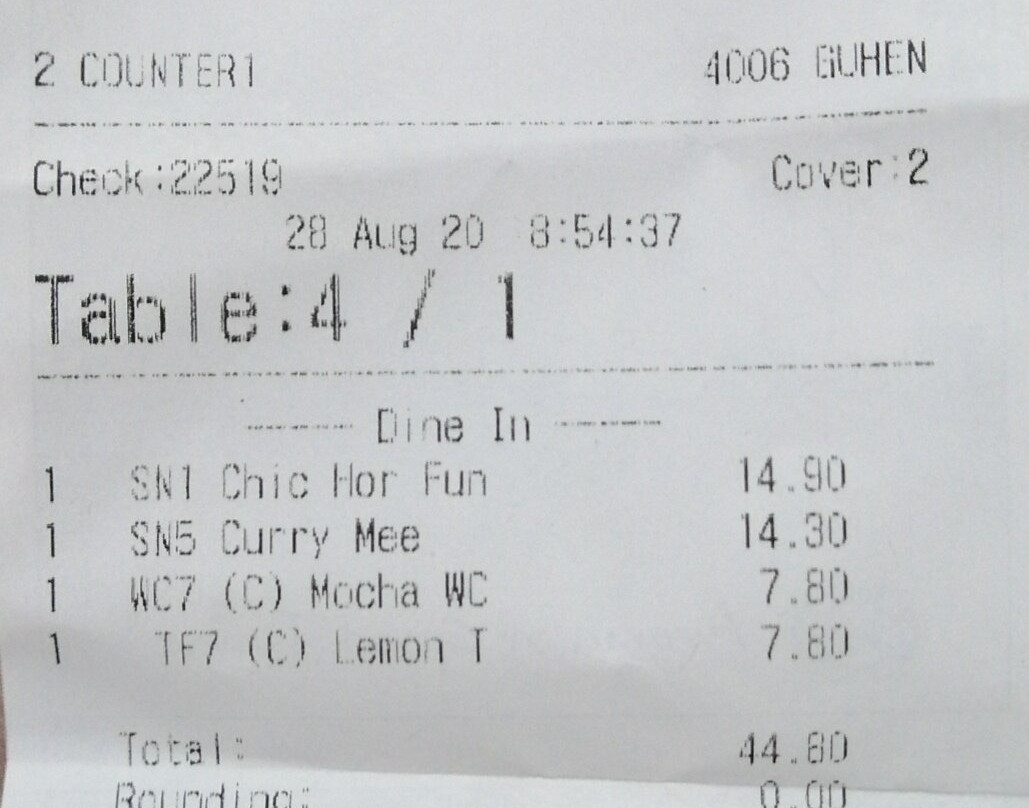 2 COUNTER1 4006 GUHEN
Check:22519 Cover:2
28 Aug 20 8:54:37
Table:4 / 1
------- Dine In -------
1 SN1 Chic Hor Fun 14.90
1 SN5 Curry Mee 14.30
1 WC7 (C) Mocha WC 7.80
1 TF7 (C) Lemon T 7.80
Total: 44.80
Rounding: 0.00